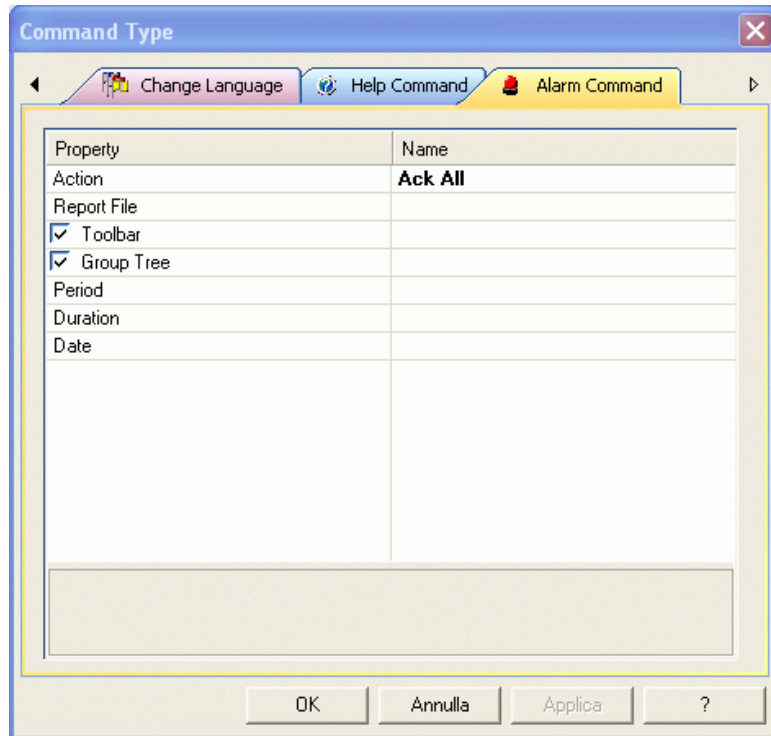 Command Type
Change Language Help Command Alarm Command
Property Name
Action Ack All
Report File
Toolbar
Group Tree
Period
Duration
Date
OK Annulla Applica ?